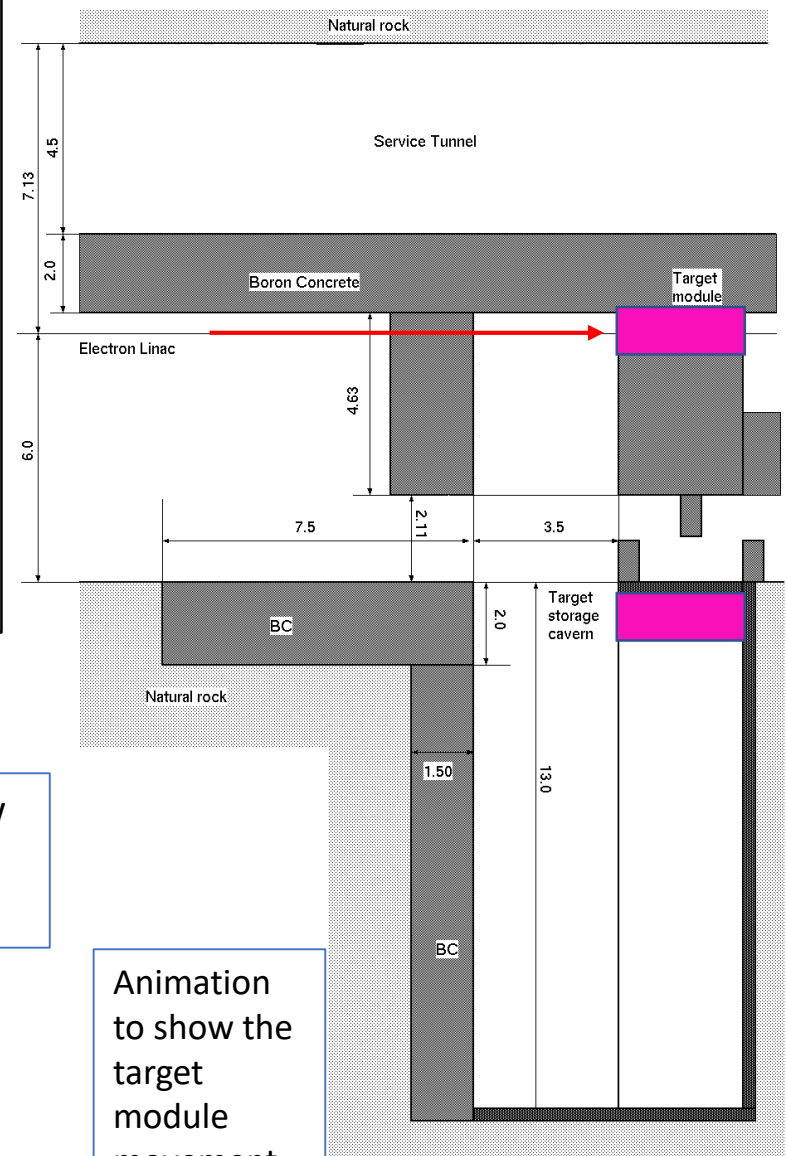 Natural rock
Service Tunnel
4.5
7.13
2.0
Boron Concrete
Target
module
Electron Linac
4.63
6.0
7.5
2.11
3.5
BC
2.0
Target
storage
cavern
Natural rock
1.50
13.0
BC
Animation
to show the
target
module